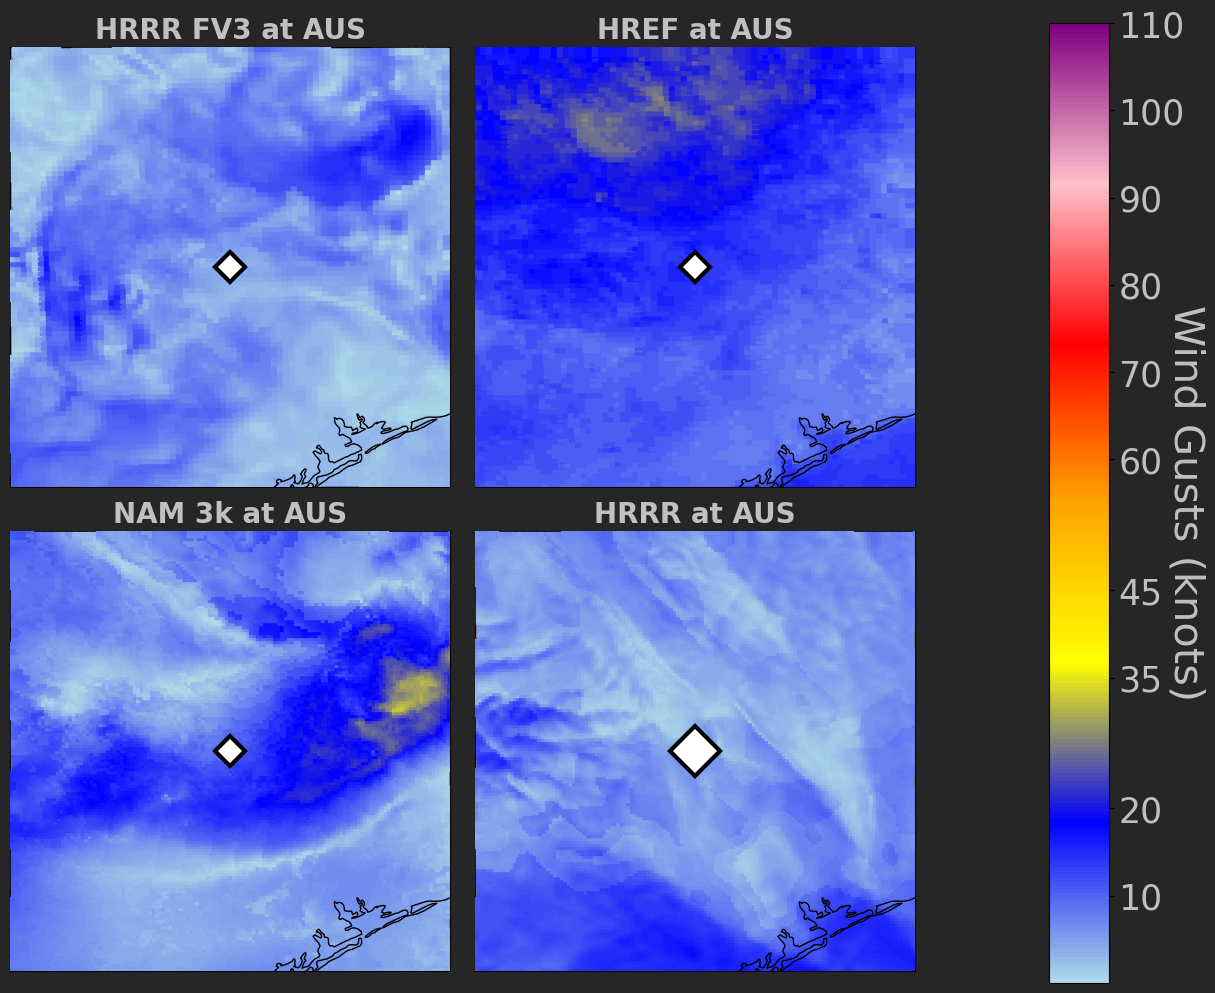 HRRR FV3 at AUS
HREF at AUS
NAM 3k at AUS
HRRR at AUS
110
100
90
80
70
60
45
35
20
10
Wind Gusts (knots)